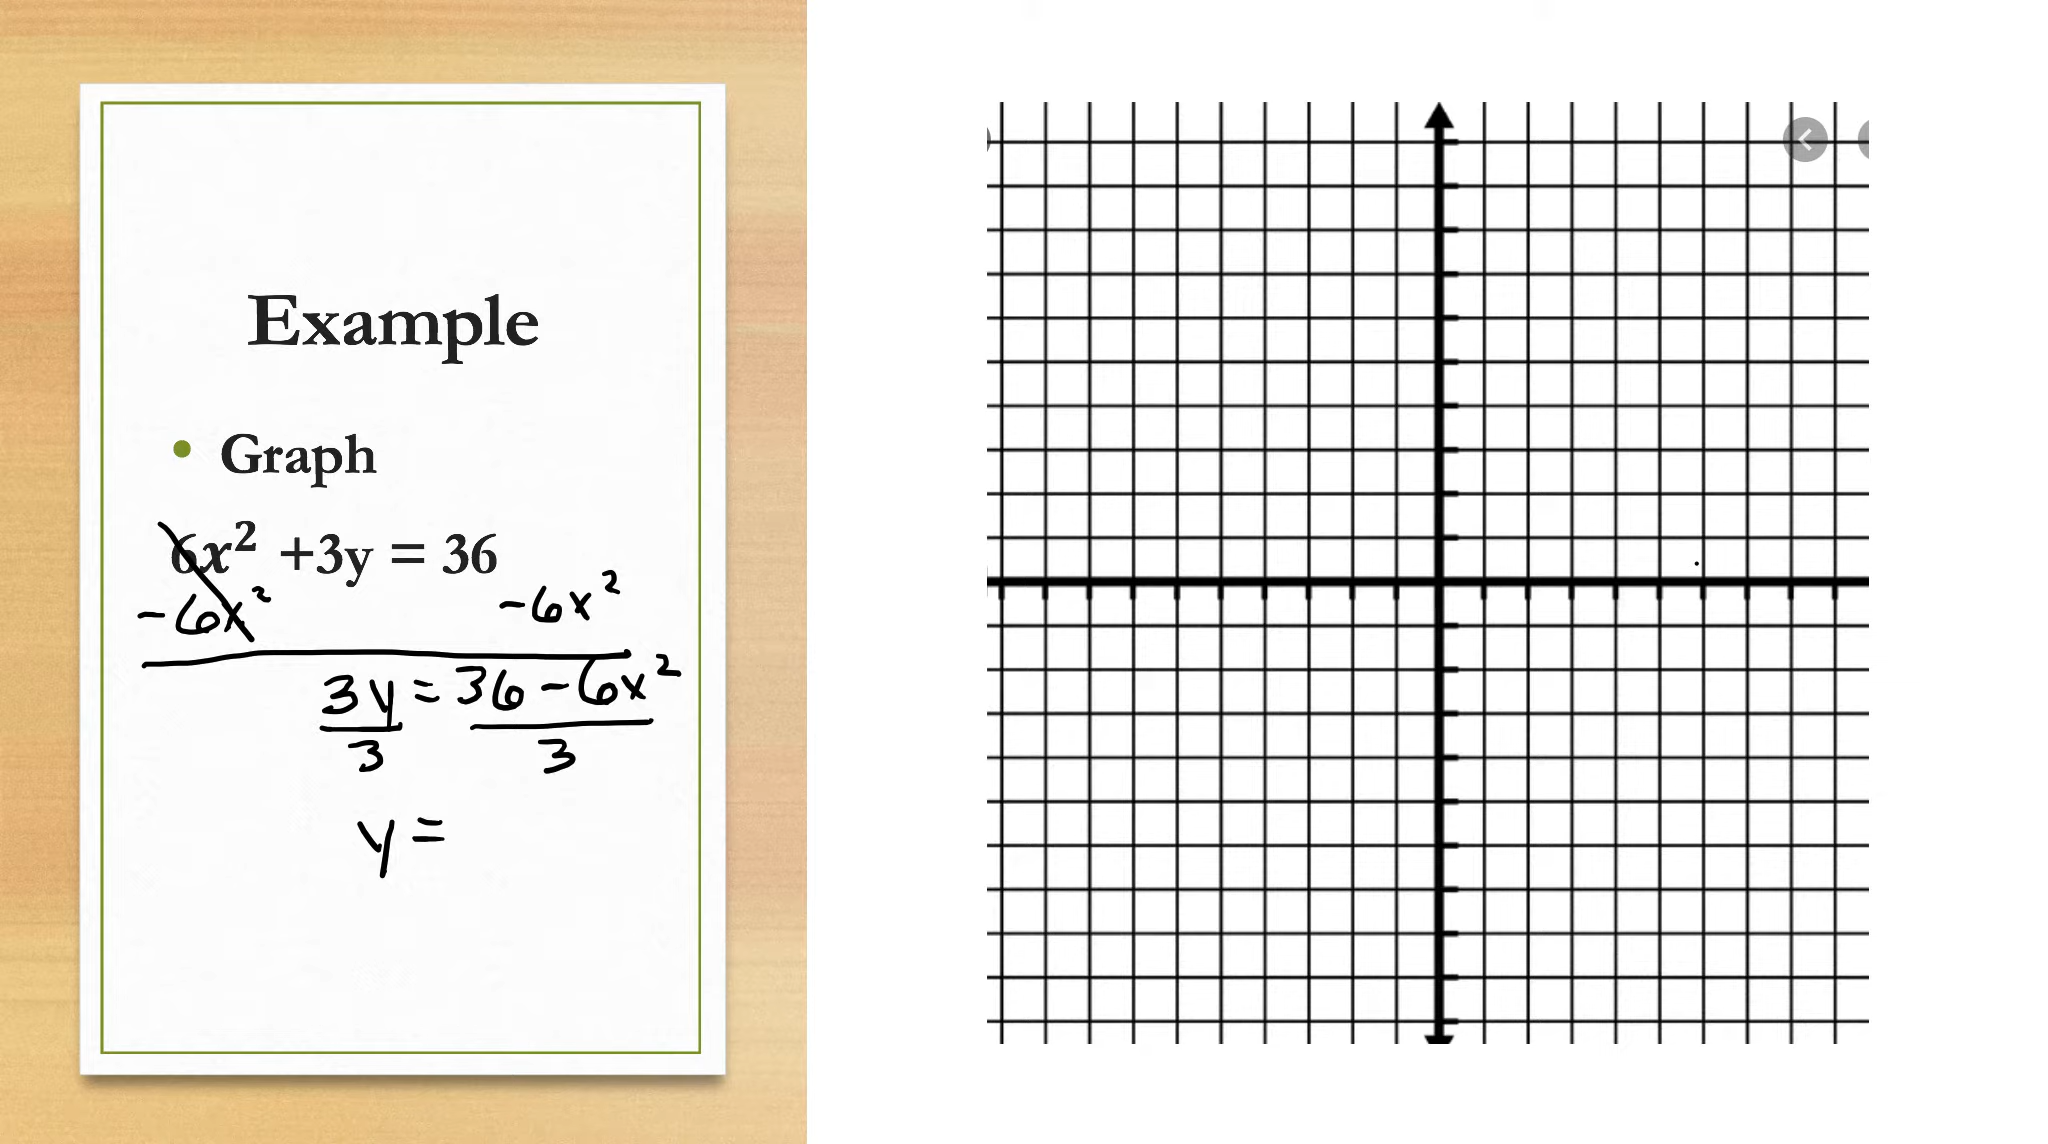 Example
• Graph
6x² +3y = 36
-6x² -6x²
3y = 36 - 6x²
3 3
y =